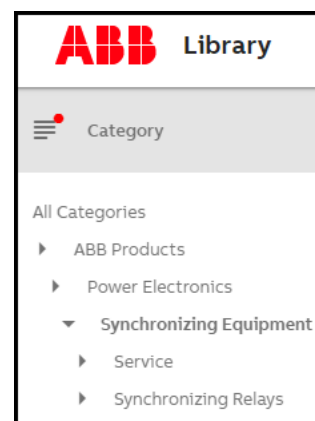 ABB Library
Category
All Categories
ABB Products
Power Electronics
Synchronizing Equipment
Service
Synchronizing Relays